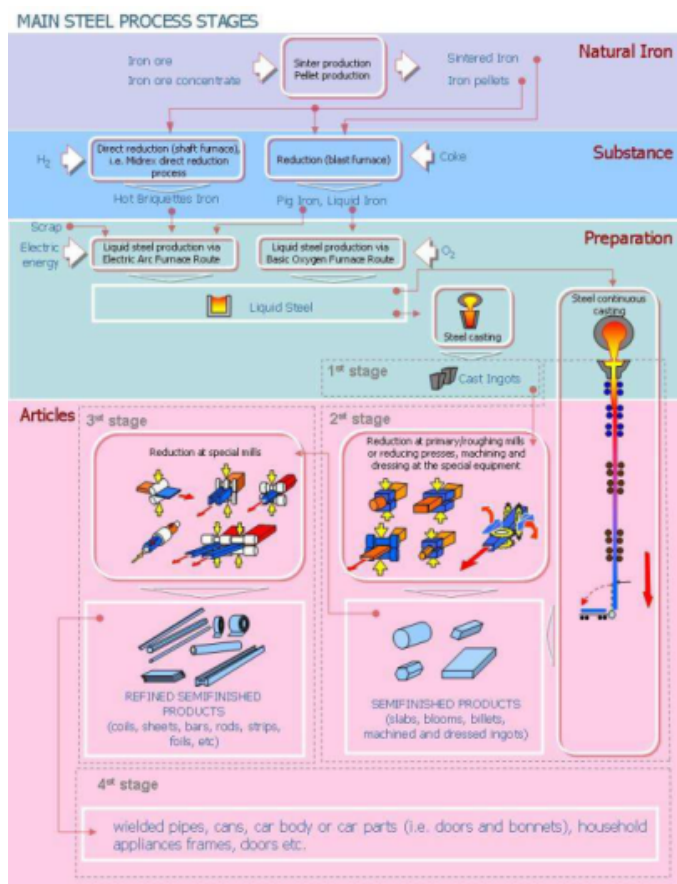 MAIN STEEL PROCESS STAGES
Natural Iron
Iron ore
Iron ore concentrate
Sinter production
Pellet production
Sintered Iron
Iron pellets
Substance
H2
Direct reduction (shaft furnace),
i.e. Midrex direct reduction
process
Reduction (blast furnace)
Coke
Hot Briquettes Iron
Pig Iron, Liquid Iron
Preparation
Scrap
Electric
energy
Liquid steel production via
Electric Arc Furnace Route
Liquid steel production via
Basic Oxygen Furnace Route
O2
Liquid Steel
Steel casting
Steel continuous
casting
1st stage
Cast Ingots
Articles
3st stage
Reduction at special mills
2st stage
Reduction at primary/roughing mills
or reducing presses, machining and
dressing at the special equipment
REFINED SEMIFINISHED
PRODUCTS
(coils, sheets, bars, rods, strips,
foils, etc)
SEMIFINISHED PRODUCTS
(slabs, blooms, billets,
machined and dressed ingots)
4st stage
wielded pipes, cans, car body or car parts (i.e. doors and bonnets), household
appliances frames, doors etc.